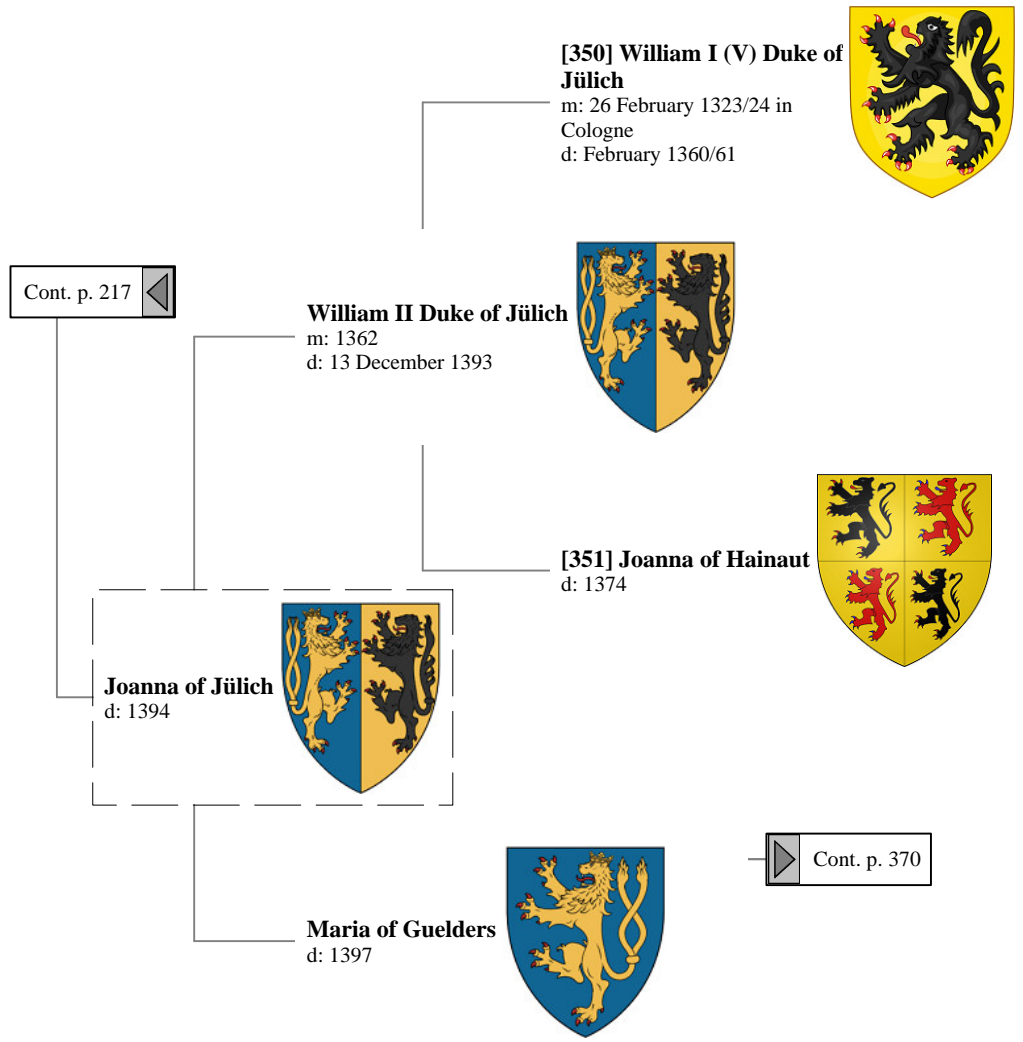 [350] William I (V) Duke of
Jülich
m: 26 February 1323/24 in
Cologne
d: February 1360/61
Cont. p. 217
William II Duke of Jülich
m: 1362
d: 13 December 1393
[351] Joanna of Hainaut
d: 1374
Joanna of Jülich
d: 1394
Cont. p. 370
Maria of Guelders
d: 1397